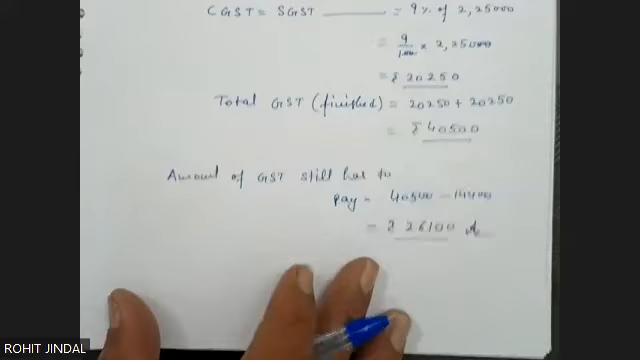 CGST = SGST = 9% of 2,25000
= 9/100 x 2,25000
= ₹ 20250
Total GST (finished) = 20250 + 20250
= ₹ 40500
Amount of GST still has to
pay = 40500 - 14400
= ₹ 26100
ROHIT JINDAL